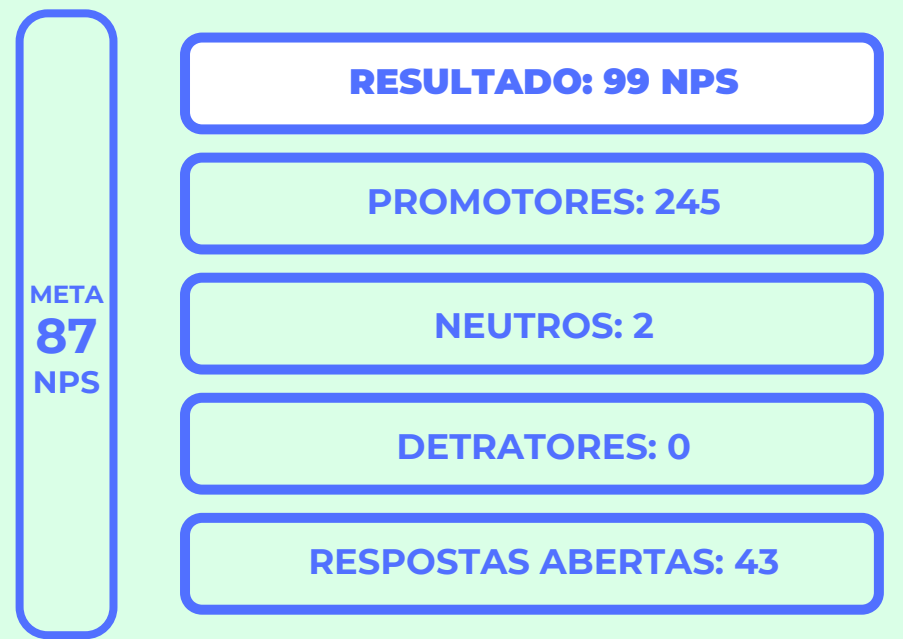 META
87
NPS
RESULTADO: 99 NPS
PROMOTORES: 245
NEUTROS: 2
DETRATORES: 0
RESPOSTAS ABERTAS: 43